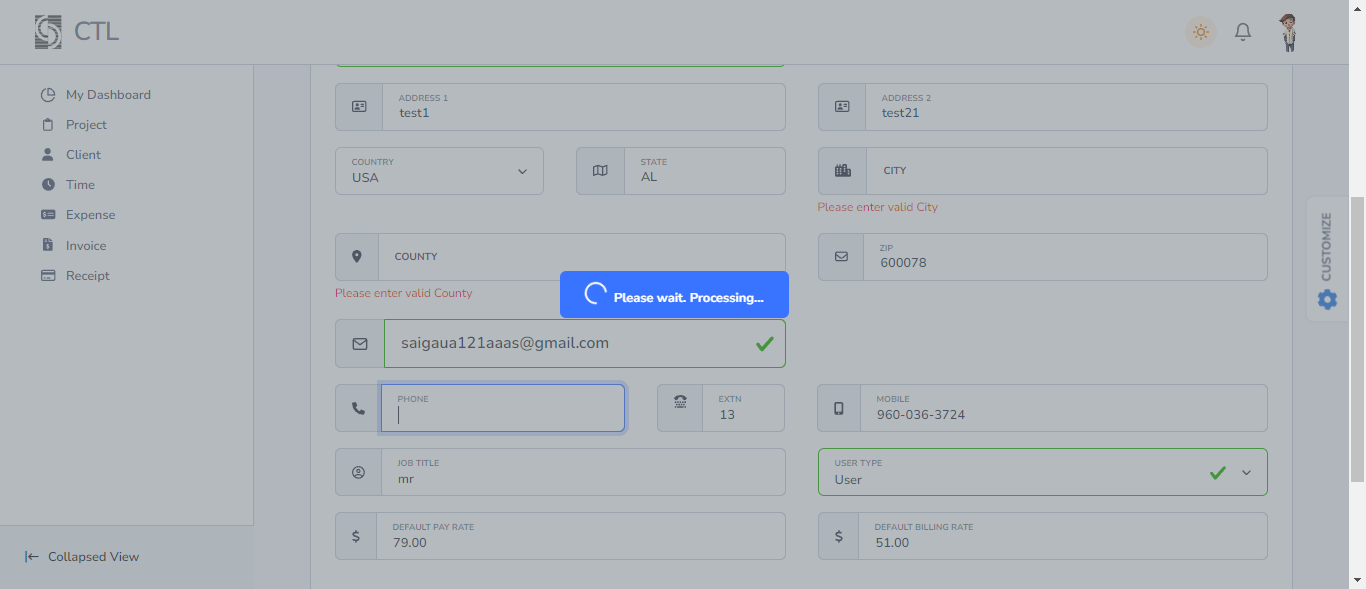 CTL
My Dashboard
Project
Client
Time
Expense
Invoice
Receipt
Collapsed View
ADDRESS 1
test1
ADDRESS 2
test21
COUNTRY
USA
STATE
AL
CITY
Please enter valid City
COUNTY
Please enter valid County
ZIP
600078
Please wait. Processing...
saigaua121aaas@gmail.com
PHONE
EXTN
13
MOBILE
960-036-3724
JOB TITLE
mr
USER TYPE
User
DEFAULT PAY RATE
79.00
DEFAULT BILLING RATE
51.00
CUSTOMIZE